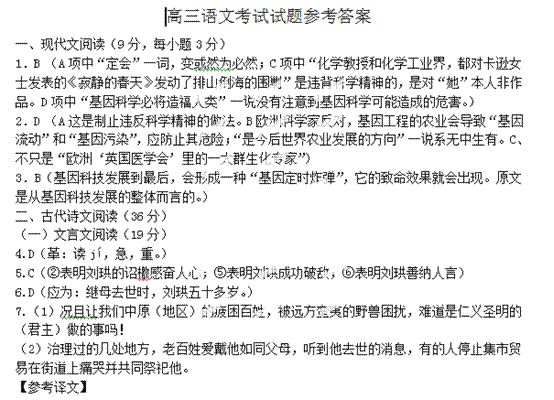 高三语文考试试题参考答案
一、现代文阅读（9分，每小题3分）
1．B （A项中“定会”一词，变或然为必然；C项中“化学教授和化学工业界，都对卡逊女
士发表的《寂静的春天》发动了排山倒海的围剿”是违背科学精神的，是对“她”本人非作
品。D项中“基因科学必将造福人类”一说没有注意到基因科学可能造成的危害。）
2．D （A这是制止违反科学精神的做法。B欧洲科学家反对，基因工程的农业会导致“基因
流动”和“基因污染”，应防止其危险；“是今后世界农业发展的方向”一说系无中生有。C、
不只是“欧洲‘英国医学会’里的一大群生化专家”）
3．B（基因科技发展到最后，会形成一种“基因定时炸弹”，它的致命效果就会出现。原文
是从基因科技发展的整体而言的。）
二、古代诗文阅读（36分）
（一）文言文阅读（19分）
4.D（革：读jí，急，重。）
5.C（②表明刘珙的诏撒感奋人心；⑤表明刘珙成功破敌，⑥表明刘珙善纳人言）
6.D（应为：继母去世时，刘珙五十多岁。）
7.（1）况且让我们中原（地区）的疲困百姓，被远方蛮夷的野兽困扰，难道是仁义圣明的
（君主）做的事吗！
（2）治理过的几处地方，老百姓爱戴他如同父母，听到他去世的消息，有的人停止集市贸
易在街道上痛哭并共同祭祀他。
【参考译文】